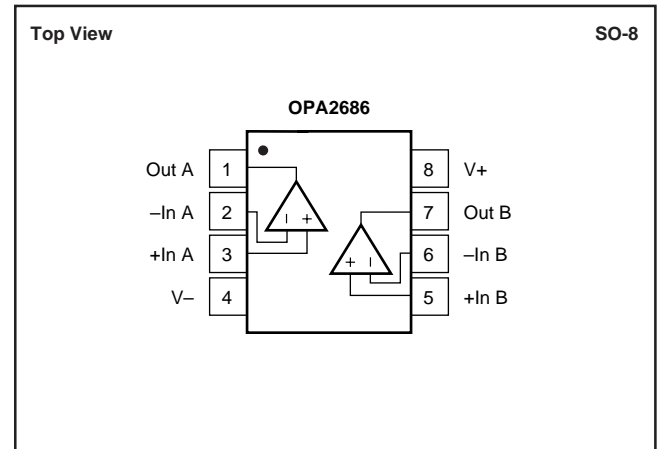 Top View
SO-8
OPA2686
Out A 1
–In A 2
+In A 3
V– 4
8 V+
7 Out B
6 –In B
5 +In B
– +
+ –